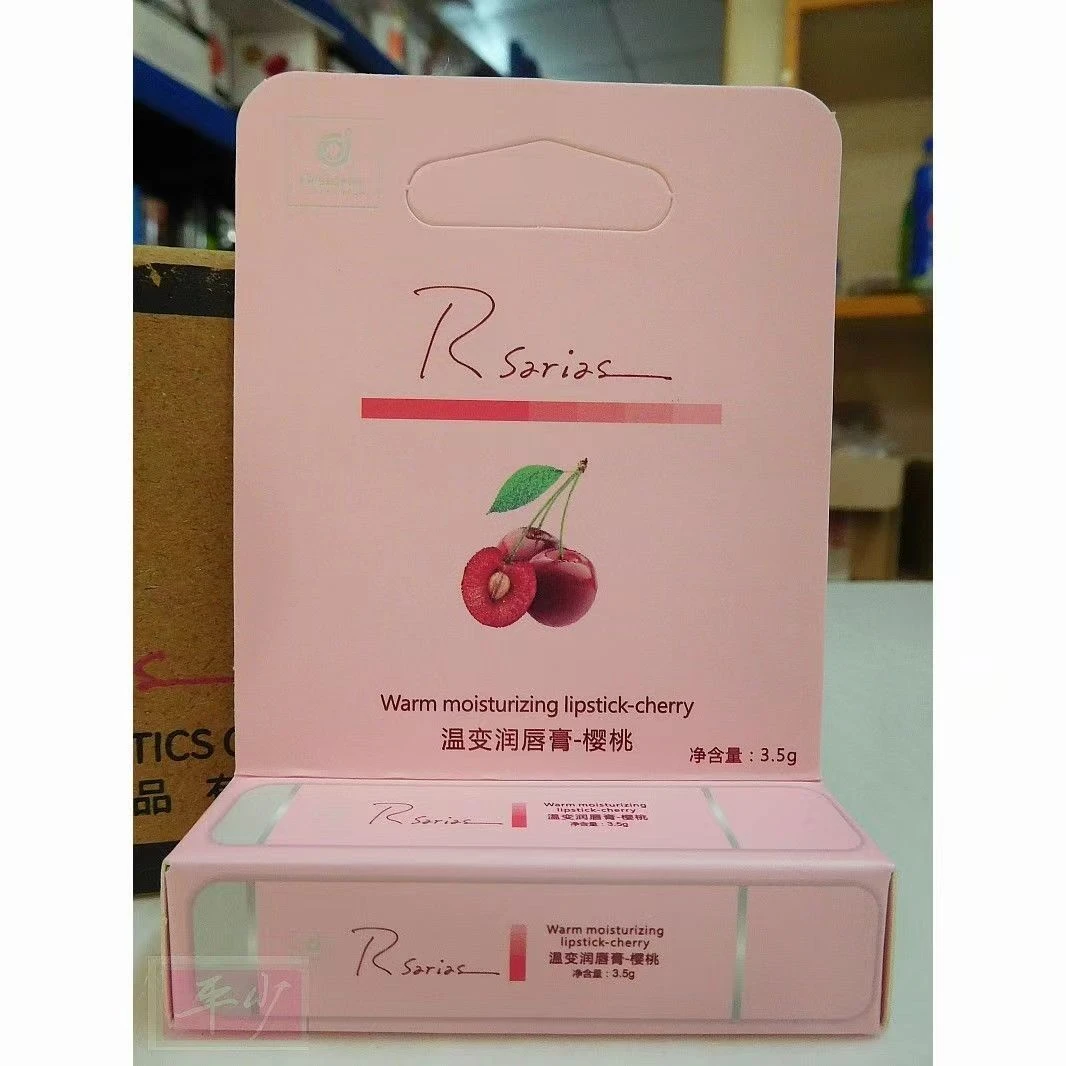 Rsarias
Warm moisturizing lipstick-cherry
温变润唇膏-樱桃
净含量：3.5g
TICS
品 有
Rsarias
Warm moisturizing
lipstick-cherry
温变润唇膏-樱桃
净含量：3.5g
Rsarias
Warm moisturizing
lipstick-cherry
温变润唇膏-樱桃
净含量：3.5g